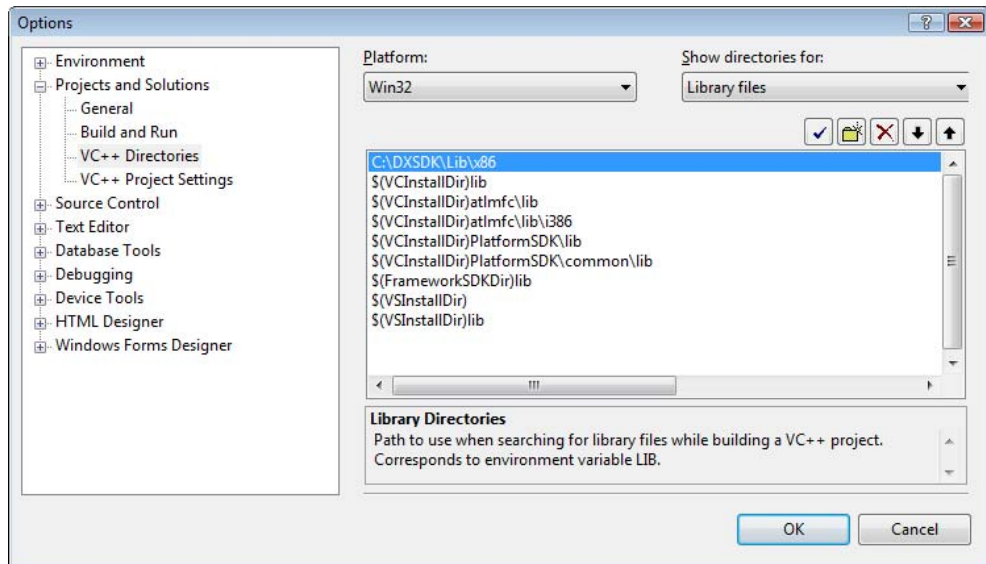 Options
Environment
Projects and Solutions
General
Build and Run
VC++ Directories
VC++ Project Settings
Source Control
Text Editor
Database Tools
Debugging
Device Tools
HTML Designer
Windows Forms Designer
Platform:
Win32
Show directories for:
Library files
C:\DXSDK\Lib\x86
$(VCInstallDir)lib
$(VCInstallDir)atlmfc\lib
$(VCInstallDir)atlmfc\lib\i386
$(VCInstallDir)PlatformSDK\lib
$(VCInstallDir)PlatformSDK\common\lib
$(FrameworkSDKDir)lib
$(VSInstallDir)
$(VSInstallDir)lib
Library Directories
Path to use when searching for library files while building a VC++ project.
Corresponds to environment variable LIB.
OK
Cancel